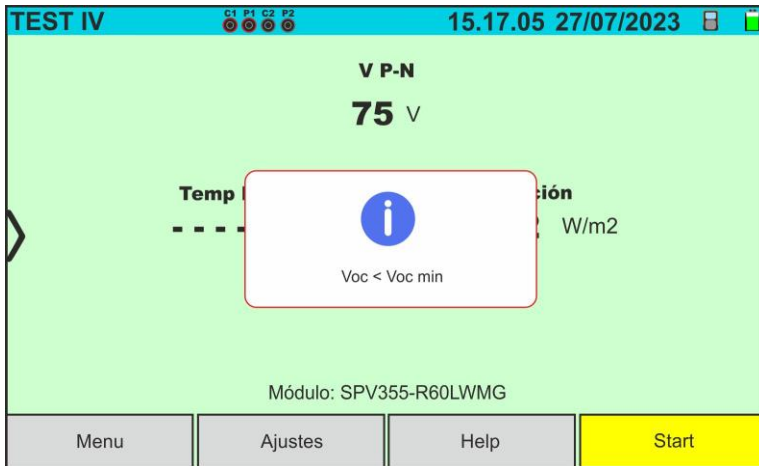 TEST IV
C1 P1 C2 P2
15.17.05 27/07/2023
V P-N
75 V
Temp
ción
- - - -
W/m2
Voc < Voc min
Módulo: SPV355-R60LWMG
Menu
Ajustes
Help
Start